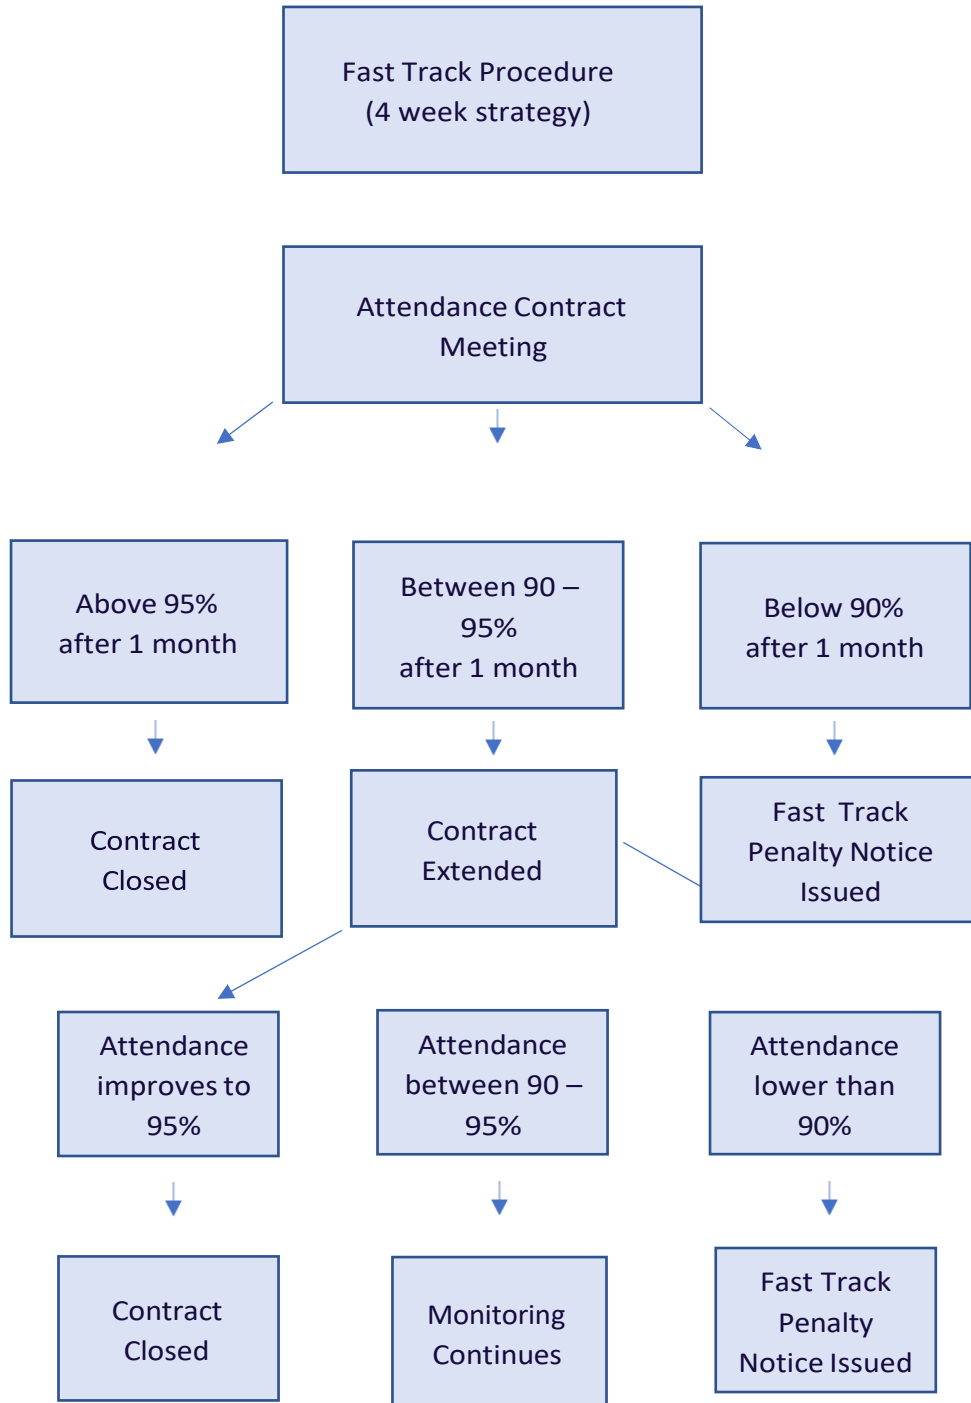 Fast Track Procedure
(4 week strategy)
Attendance Contract
Meeting
Above 95%
after 1 month
Between 90 –
95%
after 1 month
Below 90%
after 1 month
Contract
Closed
Contract
Extended
Fast Track
Penalty Notice
Issued
Attendance
improves to
95%
Attendance
between 90 –
95%
Attendance
lower than
90%
Contract
Closed
Monitoring
Continues
Fast Track
Penalty
Notice Issued